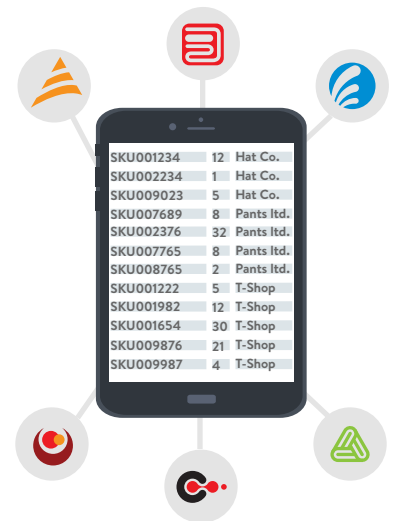 SKU001234 12 Hat Co.
SKU002234 1 Hat Co.
SKU009023 5 Hat Co.
SKU007689 8 Pants ltd.
SKU002376 32 Pants ltd.
SKU007765 8 Pants ltd.
SKU008765 2 Pants ltd.
SKU001222 5 T-Shop
SKU001982 12 T-Shop
SKU001654 30 T-Shop
SKU009876 21 T-Shop
SKU009987 4 T-Shop